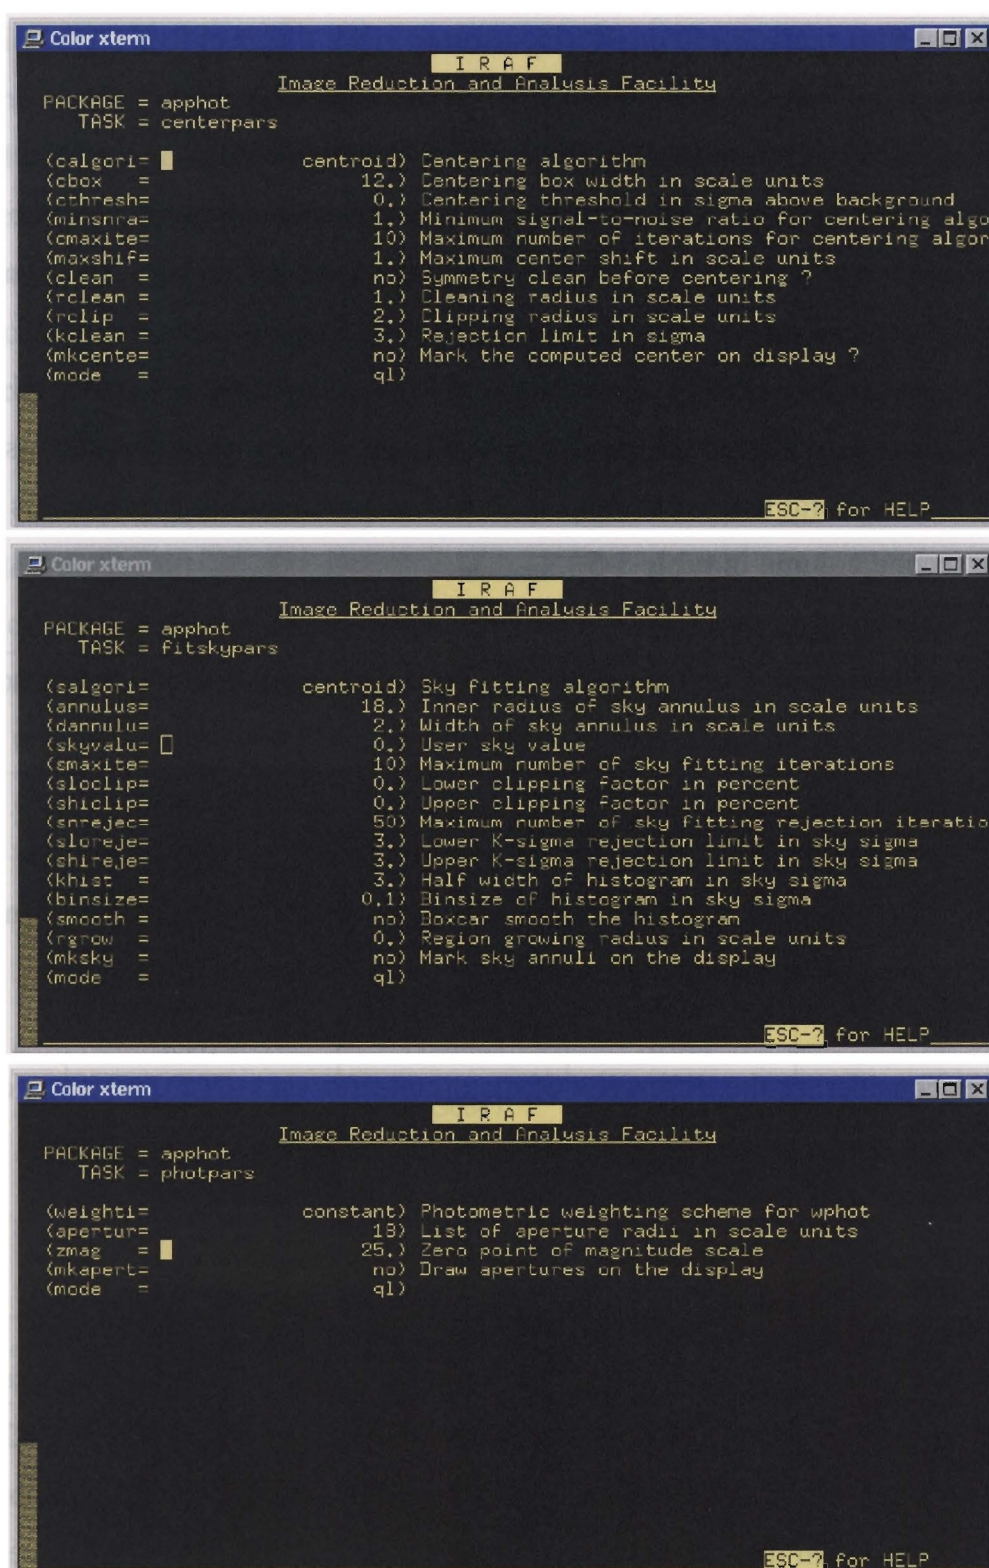 Color xterm
I R A F
Image Reduction and Analysis Facility
PACKAGE = apphot
TASK = centerpars
(calgori= centroid) Centering algorithm
(cbox = 12.) Centering box width in scale units
(cthresh= 0.) Centering threshold in sigma above background
(minsnra= 1.) Minimum signal-to-noise ratio for centering algo
(cmaxite= 10) Maximum number of iterations for centering algor
(maxshif= 1.) Maximum center shift in scale units
(clean = no) Symmetry clean before centering ?
(rclean = 1.) Cleaning radius in scale units
(rclip = 2.) Clipping radius in scale units
(kclean = 3.) Rejection limit in sigma
(mkcente= no) Mark the computed center on display ?
(mode = ql)
ESC-? for HELP
Color xterm
I R A F
Image Reduction and Analysis Facility
PACKAGE = apphot
TASK = fitskypars
(salgori= centroid) Sky fitting algorithm
(annulus= 18.) Inner radius of sky annulus in scale units
(dannulu= 2.) Width of sky annulus in scale units
(skyvalu= 0.) User sky value
(smaxite= 10) Maximum number of sky fitting iterations
(sloclip= 0.) Lower clipping factor in percent
(shiclip= 0.) Upper clipping factor in percent
(snrejec= 50) Maximum number of sky fitting rejection iteratio
(sloreje= 3.) Lower K-sigma rejection limit in sky sigma
(shireje= 3.) Upper K-sigma rejection limit in sky sigma
(khist = 3.) Half width of histogram in sky sigma
(binsize= 0.1) Binsize of histogram in sky sigma
(smooth = no) Boxcar smooth the histogram
(rgrow = 0.) Region growing radius in scale units
(mksky = no) Mark sky annuli on the display
(mode = ql)
ESC-? for HELP
Color xterm
I R A F
Image Reduction and Analysis Facility
PACKAGE = apphot
TASK = photpars
(weighti= constant) Photometric weighting scheme for wphot
(apertur= 13) List of aperture radii in scale units
(zmag = 25.) Zero point of magnitude scale
(mkapert= no) Draw apertures on the display
(mode = ql)
ESC-? for HELP